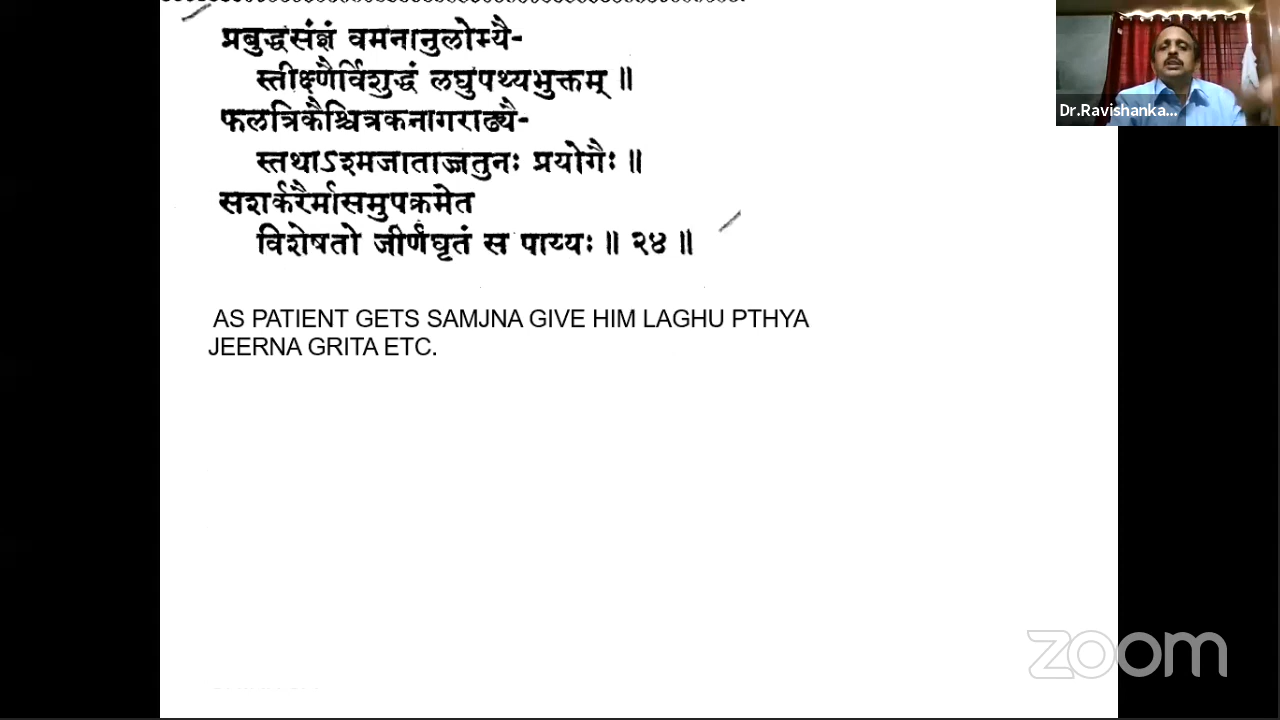 प्रबुद्धसंज्ञं वमनानुलोम्यै-
स्तीक्ष्णैर्विशुद्धं लघुपथ्यभुक्तम् ॥
फलत्रिकैश्चित्रकनागराढ्यै-
स्तथाऽश्मजाताज्जतुनः प्रयोगैः ॥
सशर्करैर्मासमुपक्रमेत
विशेषतो जीर्णघृतं स पाय्यः ॥ २४ ॥
AS PATIENT GETS SAMJNA GIVE HIM LAGHU PTHYA
JEERNA GRITA ETC.
Dr.Ravishanka...
zoom